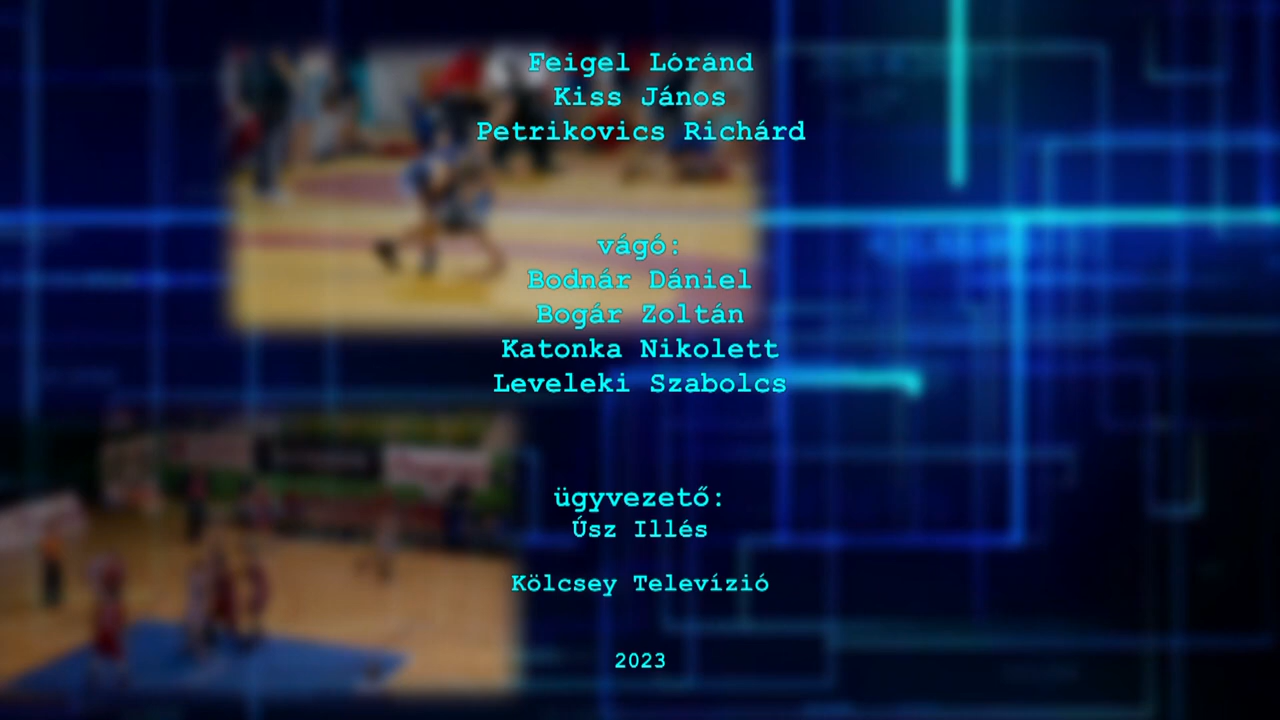 Feigel Lóránd
Kiss János
Petrikovics Richárd
vágó:
Bodnár Dániel
Bogár Zoltán
Katonka Nikolett
Leveleki Szabolcs
ügyvezető:
Úsz Illés
Kölcsey Televízió
2023